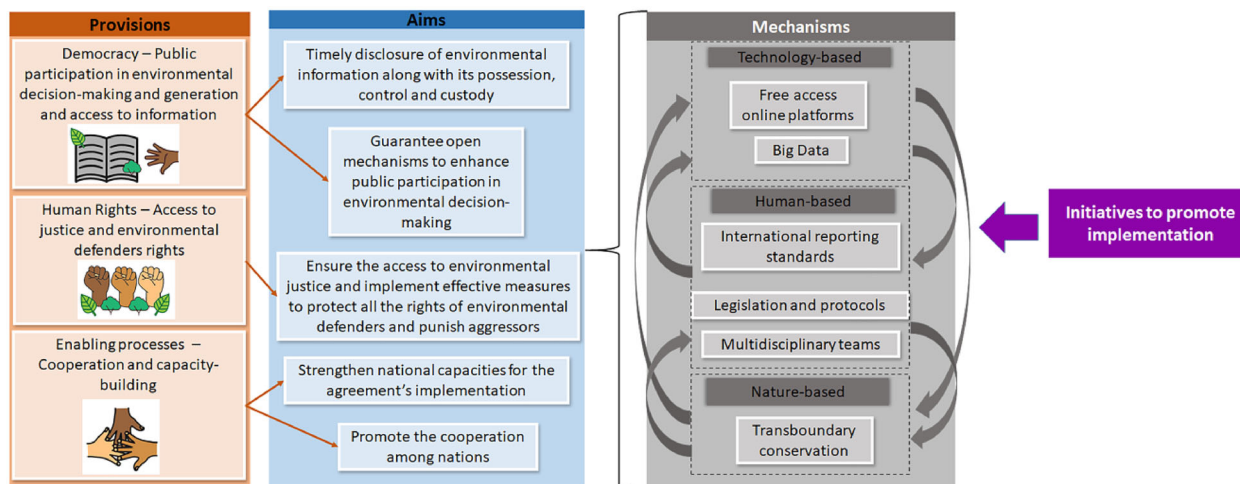 Provisions
Democracy – Public
participation in environmental
decision-making and generation
and access to information
Human Rights – Access to
justice and environmental
defenders rights
Enabling processes –
Cooperation and capacity-
building
Aims
Timely disclosure of environmental
information along with its possession,
control and custody
Guarantee open
mechanisms to enhance
public participation in
environmental decision-
making
Ensure the access to environmental
justice and implement effective measures
to protect all the rights of environmental
defenders and punish aggressors
Strengthen national capacities for the
agreement's implementation
Promote the cooperation
among nations
Mechanisms
Technology-based
Free access
online platforms
Big Data
Human-based
International reporting
standards
Legislation and protocols
Multidisciplinary teams
Nature-based
Transboundary
conservation
Initiatives to promote
implementation